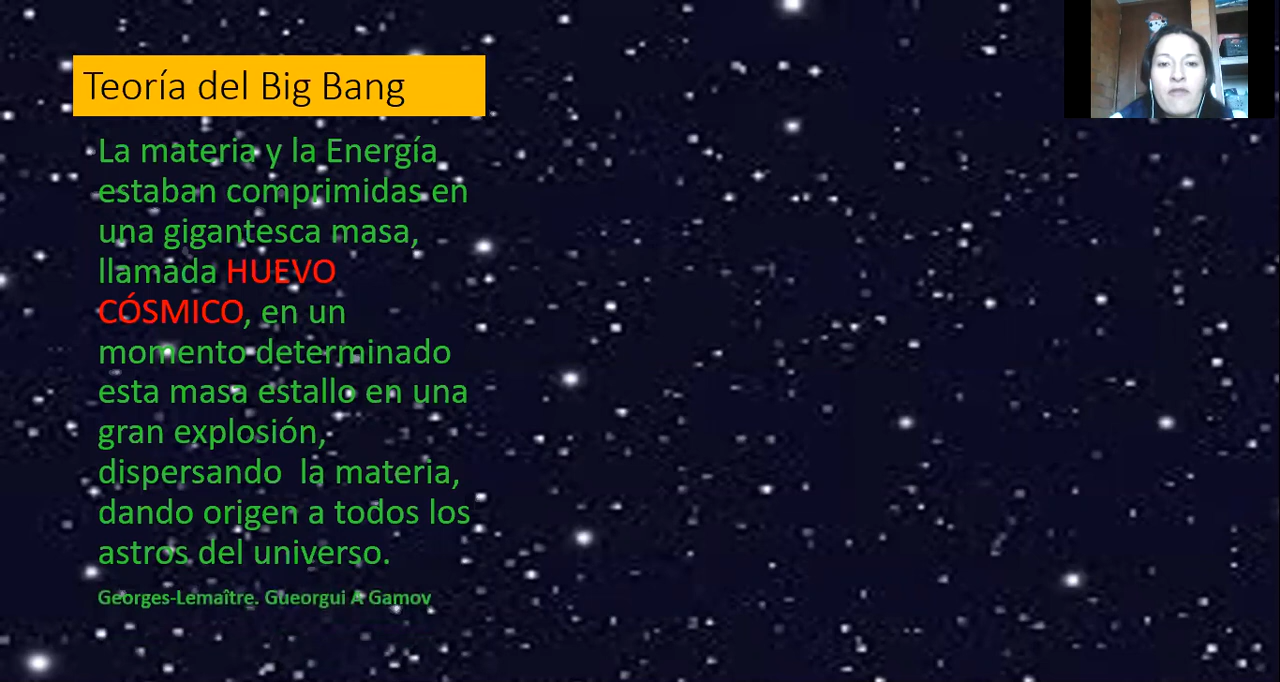 Teoría del Big Bang
La materia y la Energía
estaban comprimidas en
una gigantesca masa,
llamada HUEVO
CÓSMICO, en un
momento determinado
esta masa estallo en una
gran explosión,
dispersando  la materia,
dando origen a todos los
astros del universo.
Georges-Lemaître. Gueorgui A Gamov